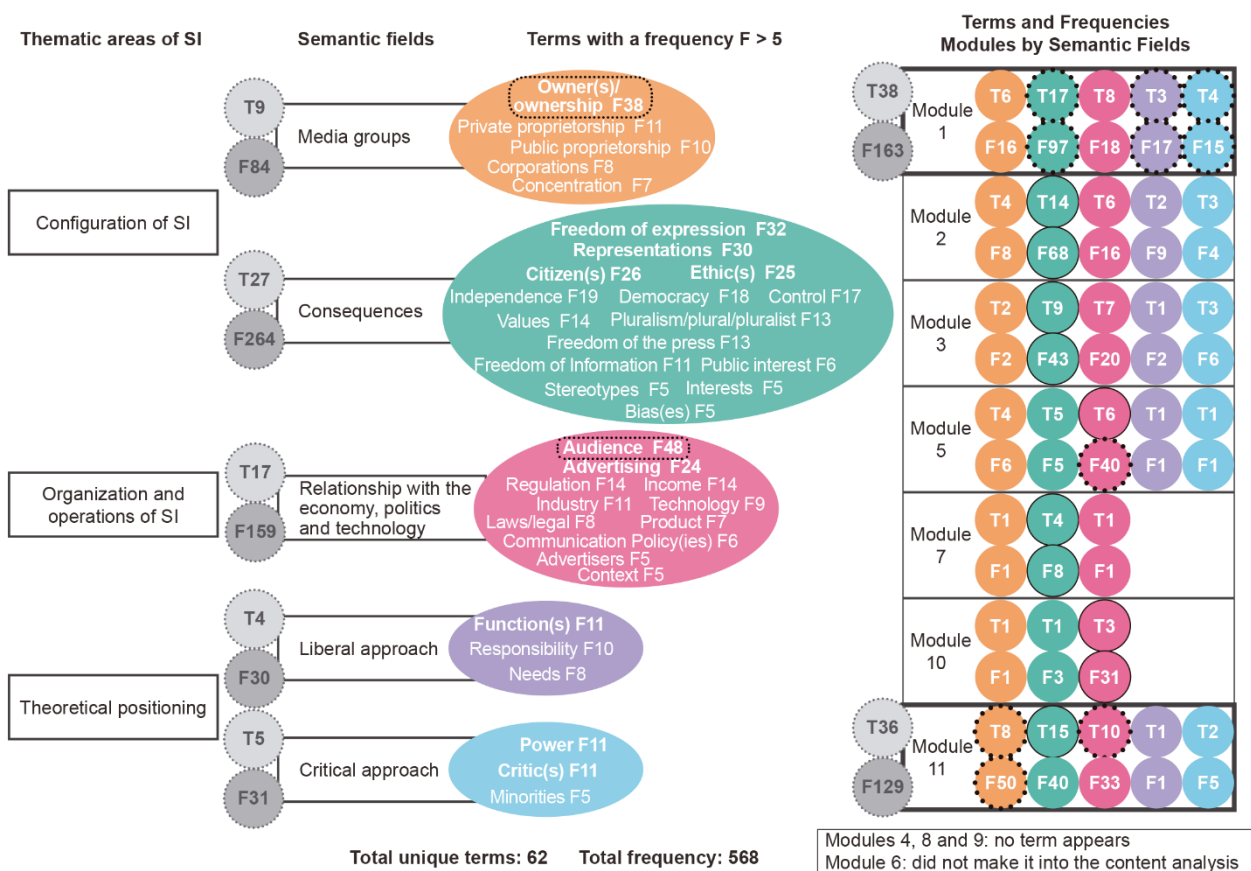 Thematic areas of SI
Semantic fields
Terms with a frequency F > 5
T9
F84
Media groups
Owner(s)/
ownership F38
Private proprietorship F11
Public proprietorship F10
Corporations F8
Concentration F7
Configuration of SI
T27
F264
Consequences
Freedom of expression F32
Representations F30
Citizen(s) F26 Ethic(s) F25
Independence F19 Democracy F18 Control F17
Values F14 Pluralism/plural/pluralist F13
Freedom of the press F13
Freedom of Information F11 Public interest F6
Stereotypes F5 Interests F5
Bias(es) F5
Organization and
operations of SI
T17
F159
Relationship with the
economy, politics
and technology
Audience F48
Advertising F24
Regulation F14 Income F14
Industry F11 Technology F9
Laws/legal F8 Product F7
Communication Policy(ies) F6
Advertisers F5
Context F5
Theoretical positioning
T4
F30
Liberal approach
Function(s) F11
Responsibility F10
Needs F8
T5
F31
Critical approach
Power F11
Critic(s) F11
Minorities F5
Total unique terms: 62 Total frequency: 568
Terms and Frequencies
Modules by Semantic Fields
T38
F163
Module
1
T6 T17 T8 T3 T4
F16 F97 F18 F17 F15
Module
2
T4 T14 T6 T2 T3
F8 F68 F16 F9 F4
Module
3
T2 T9 T7 T1 T3
F2 F43 F20 F2 F6
Module
5
T4 T5 T6 T1 T1
F6 F5 F40 F1 F1
Module
7
T1 T4 T1
F1 F8 F1
Module
10
T1 T1 T3
F1 F3 F31
T36
F129
Module
11
T8 T15 T10 T1 T2
F50 F40 F33 F1 F5
Modules 4, 8 and 9: no term appears
Module 6: did not make it into the content analysis